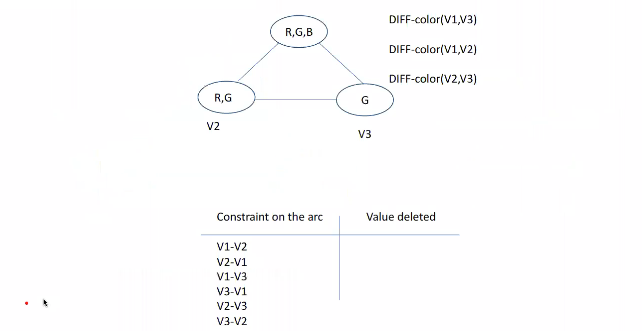 R,G,B
DIFF-color(V1,V3)
DIFF-color(V1,V2)
DIFF-color(V2,V3)
R,G
G
V2
V3
Constraint on the arc
Value deleted
V1-V2
V2-V1
V1-V3
V3-V1
V2-V3
V3-V2